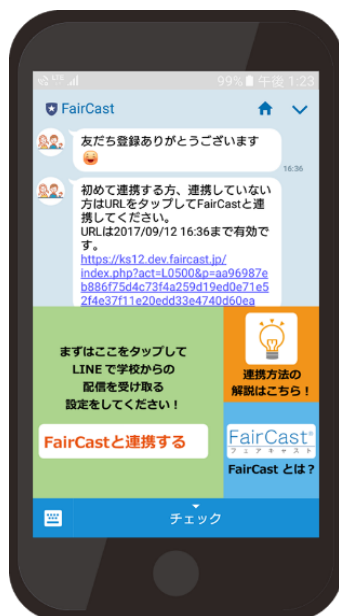 LTE 99% 午後 1:23
FairCast
友だち登録ありがとうございます
16:36
初めて連携する方、連携していない
方はURLをタップしてFairCastと連
携してください。
URLは2017/09/12 16:36まで有効で
す。
https://ks12.dev.faircast.jp/
index.php?act=L0500&p=aa96987e
b886f75d4c73f4a259d19ed0e71e5
2f4e37f11e20edd33e4740d60ea
まずはここをタップして
LINE で学校からの
配信を受け取る
設定をしてください！
FairCastと連携する
連携方法の
解説はこちら！
FairCast®
フェアキャスト
FairCast とは？
チェック